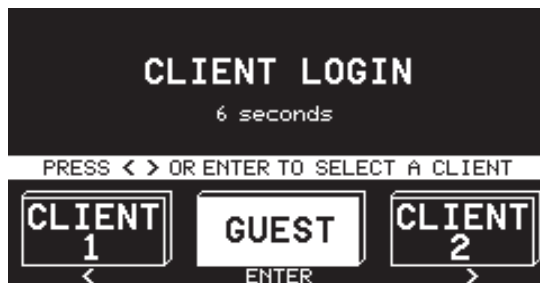 CLIENT LOGIN
6 seconds
PRESS < > OR ENTER TO SELECT A CLIENT
CLIENT 1
GUEST
CLIENT 2
< ENTER >